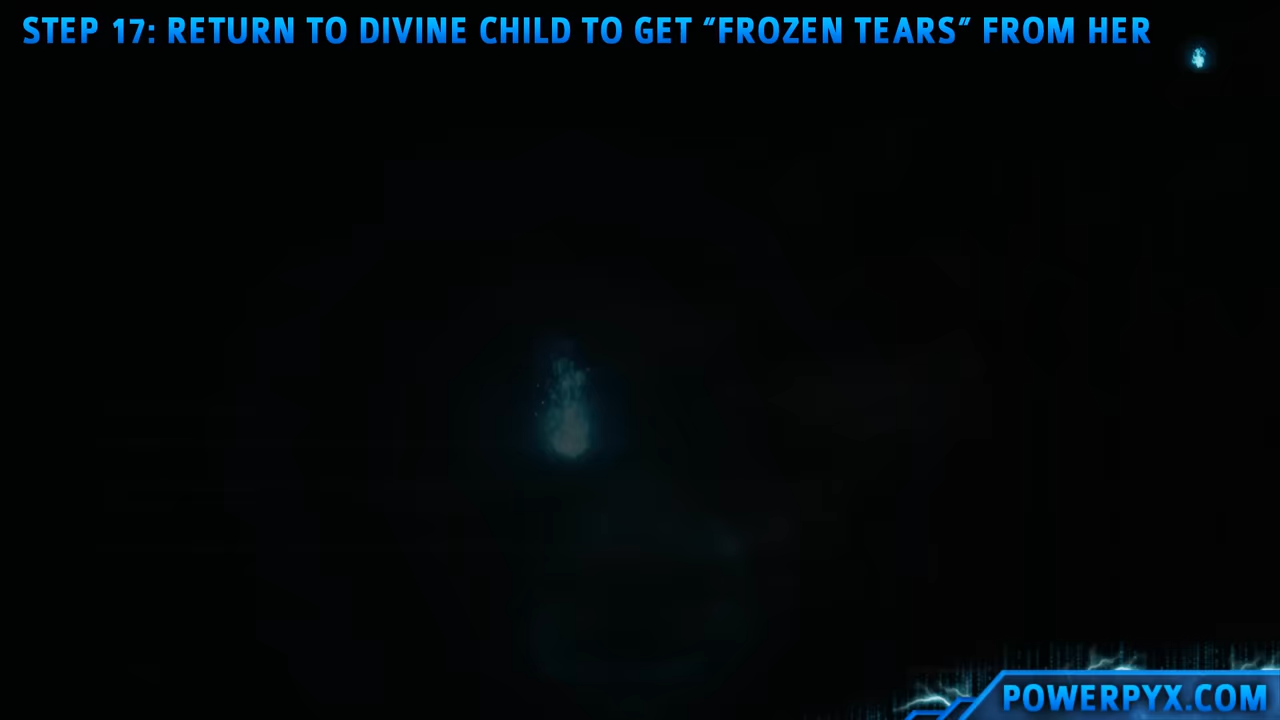 STEP 17: RETURN TO DIVINE CHILD TO GET “FROZEN TEARS” FROM HER
POWERPYX.COM